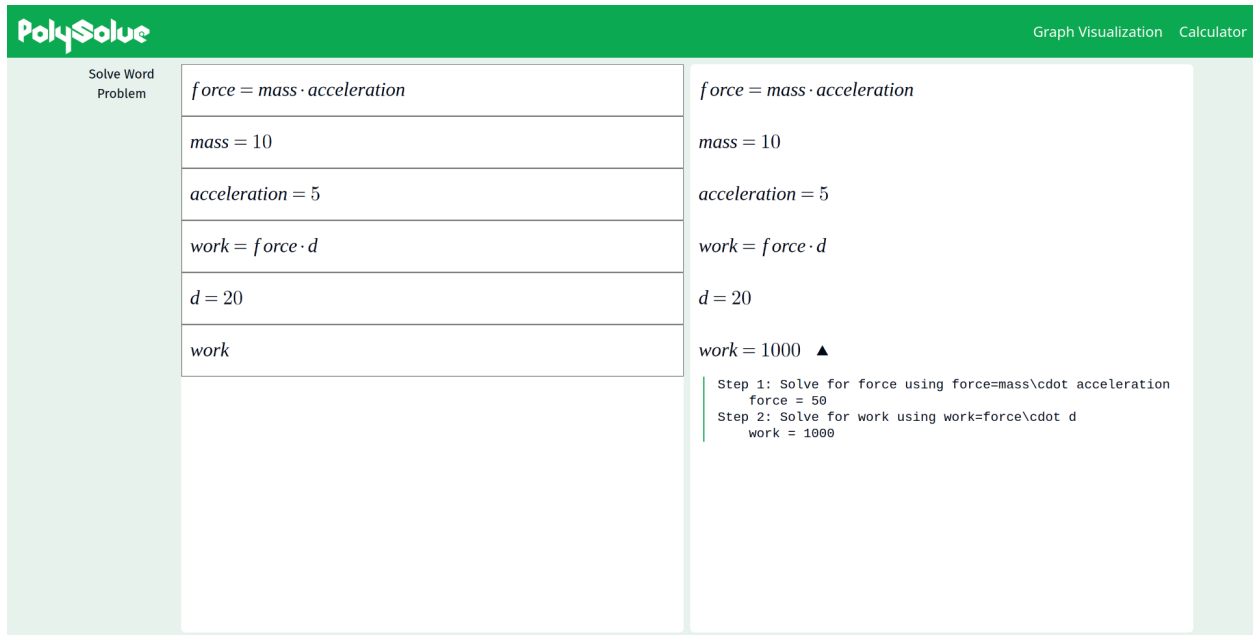 PolySolve
Graph Visualization Calculator
Solve Word
Problem
force = mass · acceleration
mass = 10
acceleration = 5
work = force · d
d = 20
work
force = mass · acceleration
mass = 10
acceleration = 5
work = force · d
d = 20
work = 1000 ▲
Step 1: Solve for force using force=mass\cdot acceleration
force = 50
Step 2: Solve for work using work=force\cdot d
work = 1000